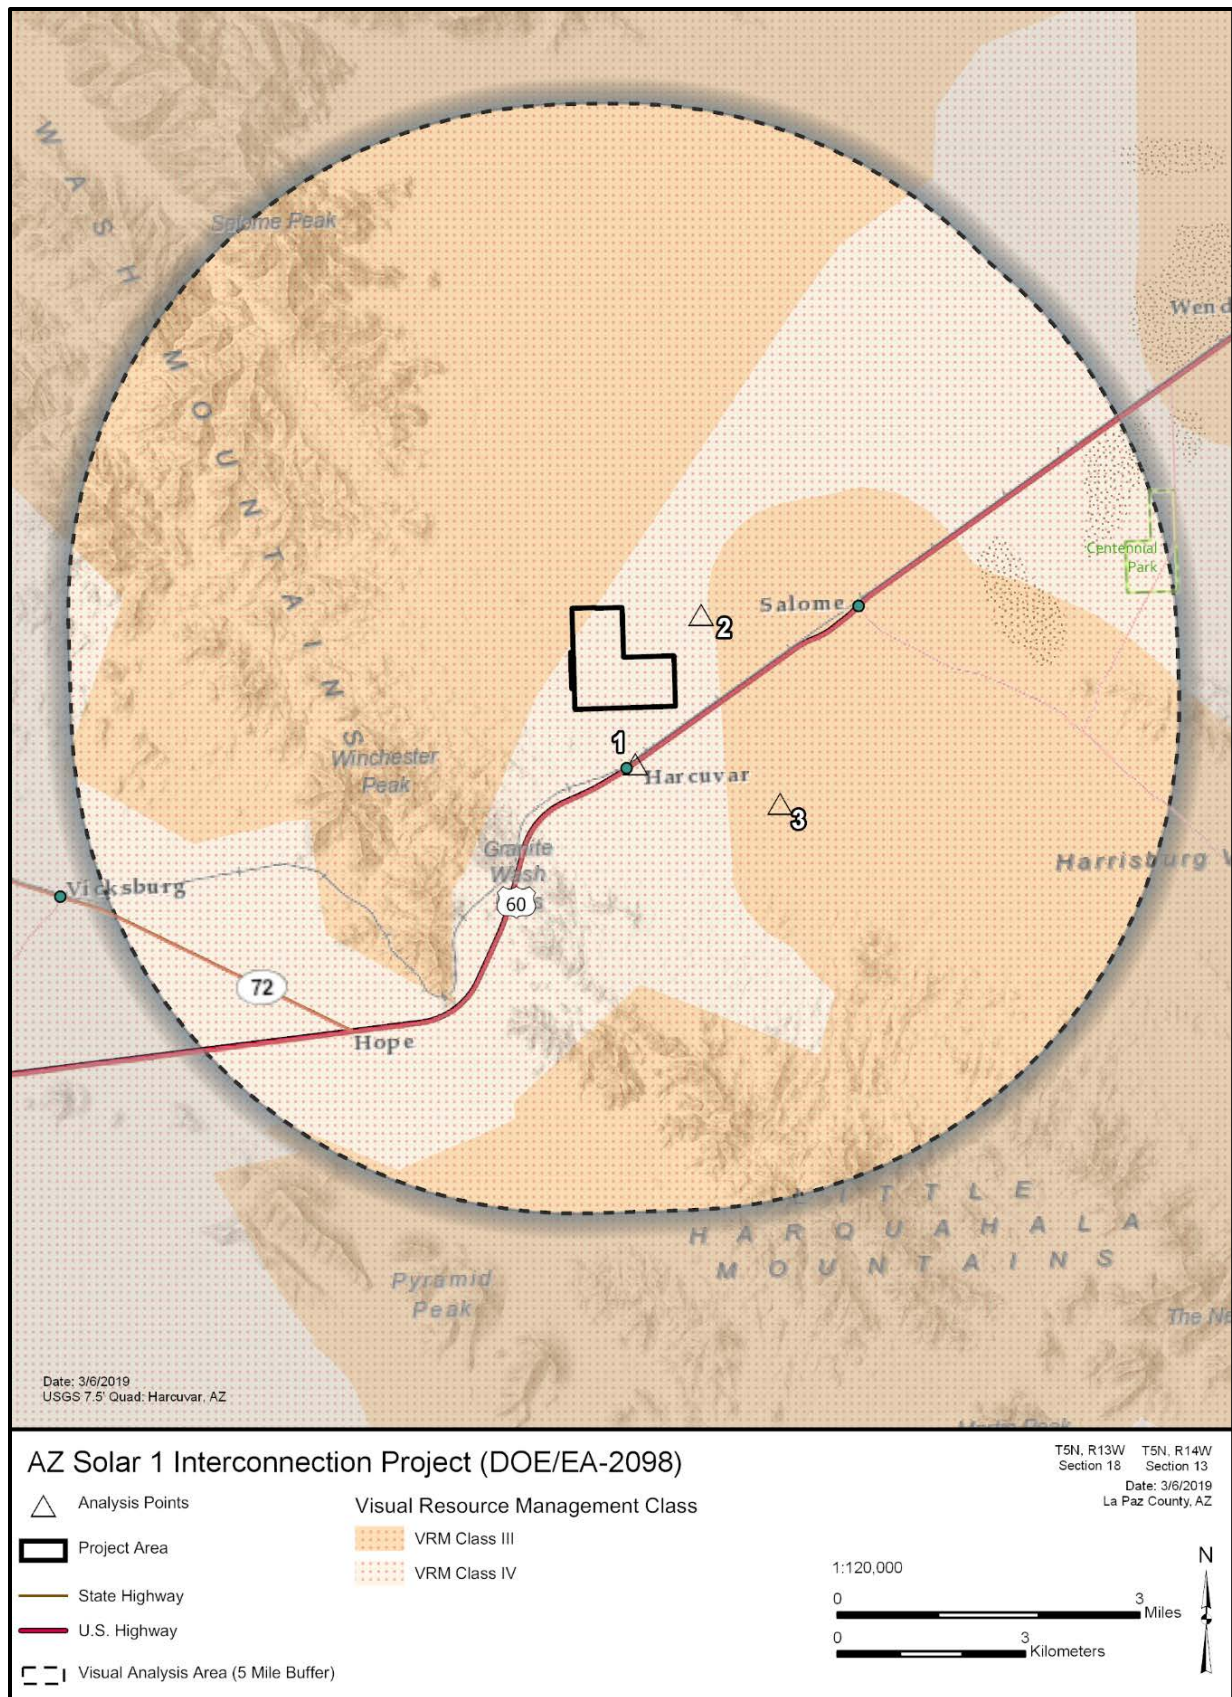 W A S H M O U N T A I N S
Salome Peak
Wend
Centennial
Park
Salome
2
1
Harcuvar
Winchester
Peak
3
Granite
Wash
Harrisburg V
Vicksburg
60
72
Hope
L I T T L E
H A R Q U A H A L A
M O U N T A I N S
Pyramid
Peak
The Ne
Date: 3/6/2019
USGS 7.5' Quad: Harcuvar, AZ
AZ Solar 1 Interconnection Project (DOE/EA-2098)
Analysis Points
Project Area
State Highway
U.S. Highway
Visual Analysis Area (5 Mile Buffer)
Visual Resource Management Class
VRM Class III
VRM Class IV
T5N, R13W T5N, R14W
Section 18 Section 13
Date: 3/6/2019
La Paz County, AZ
1:120,000
0 3
Miles
0 3
Kilometers
N